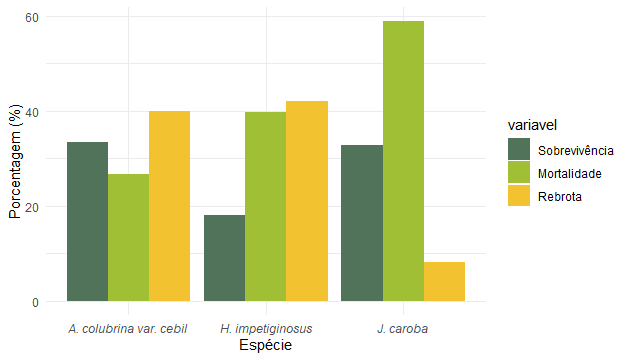 Porcentagem (%)
60
40
20
0
A. colubrina var. cebil
H. impetiginosus
J. caroba
Espécie
variavel
Sobrevivência
Mortalidade
Rebrota